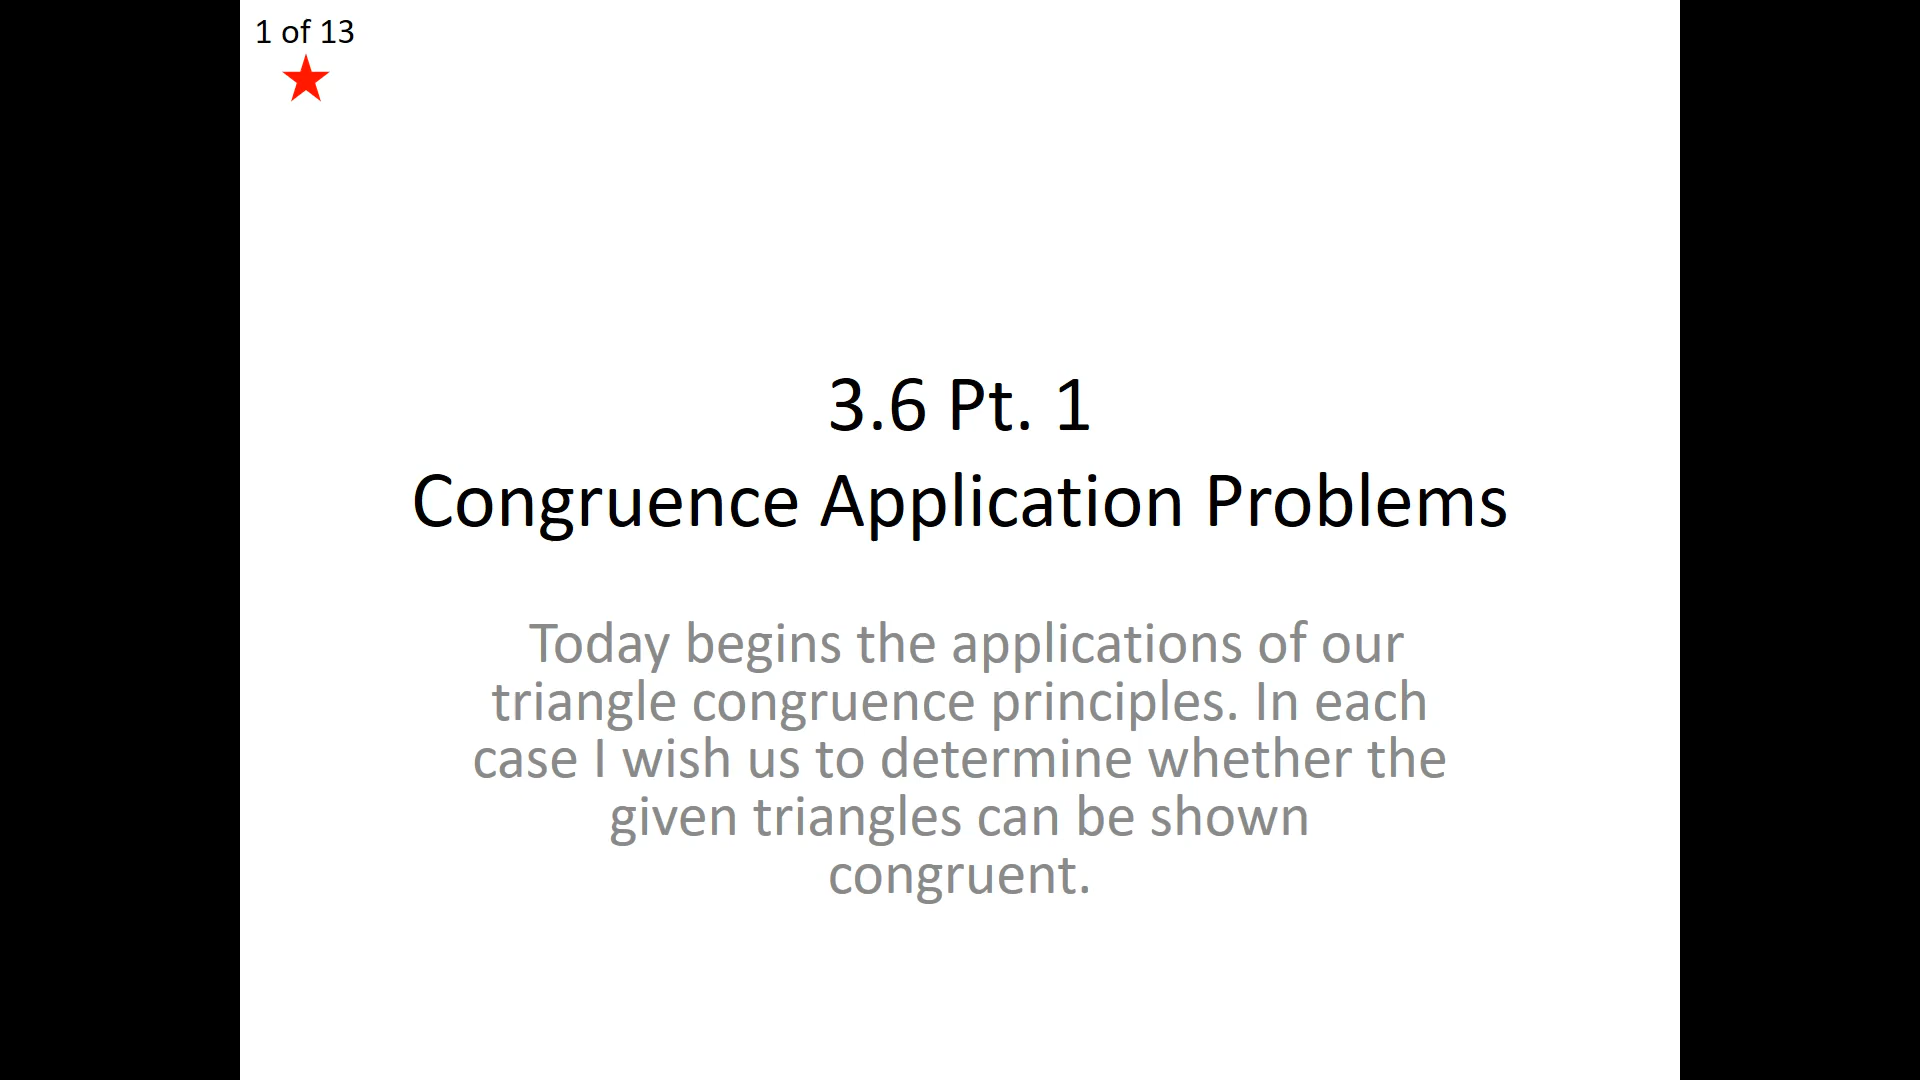 1 of 13
3.6 Pt. 1
Congruence Application Problems
Today begins the applications of our
triangle congruence principles. In each
case I wish us to determine whether the
given triangles can be shown
congruent.